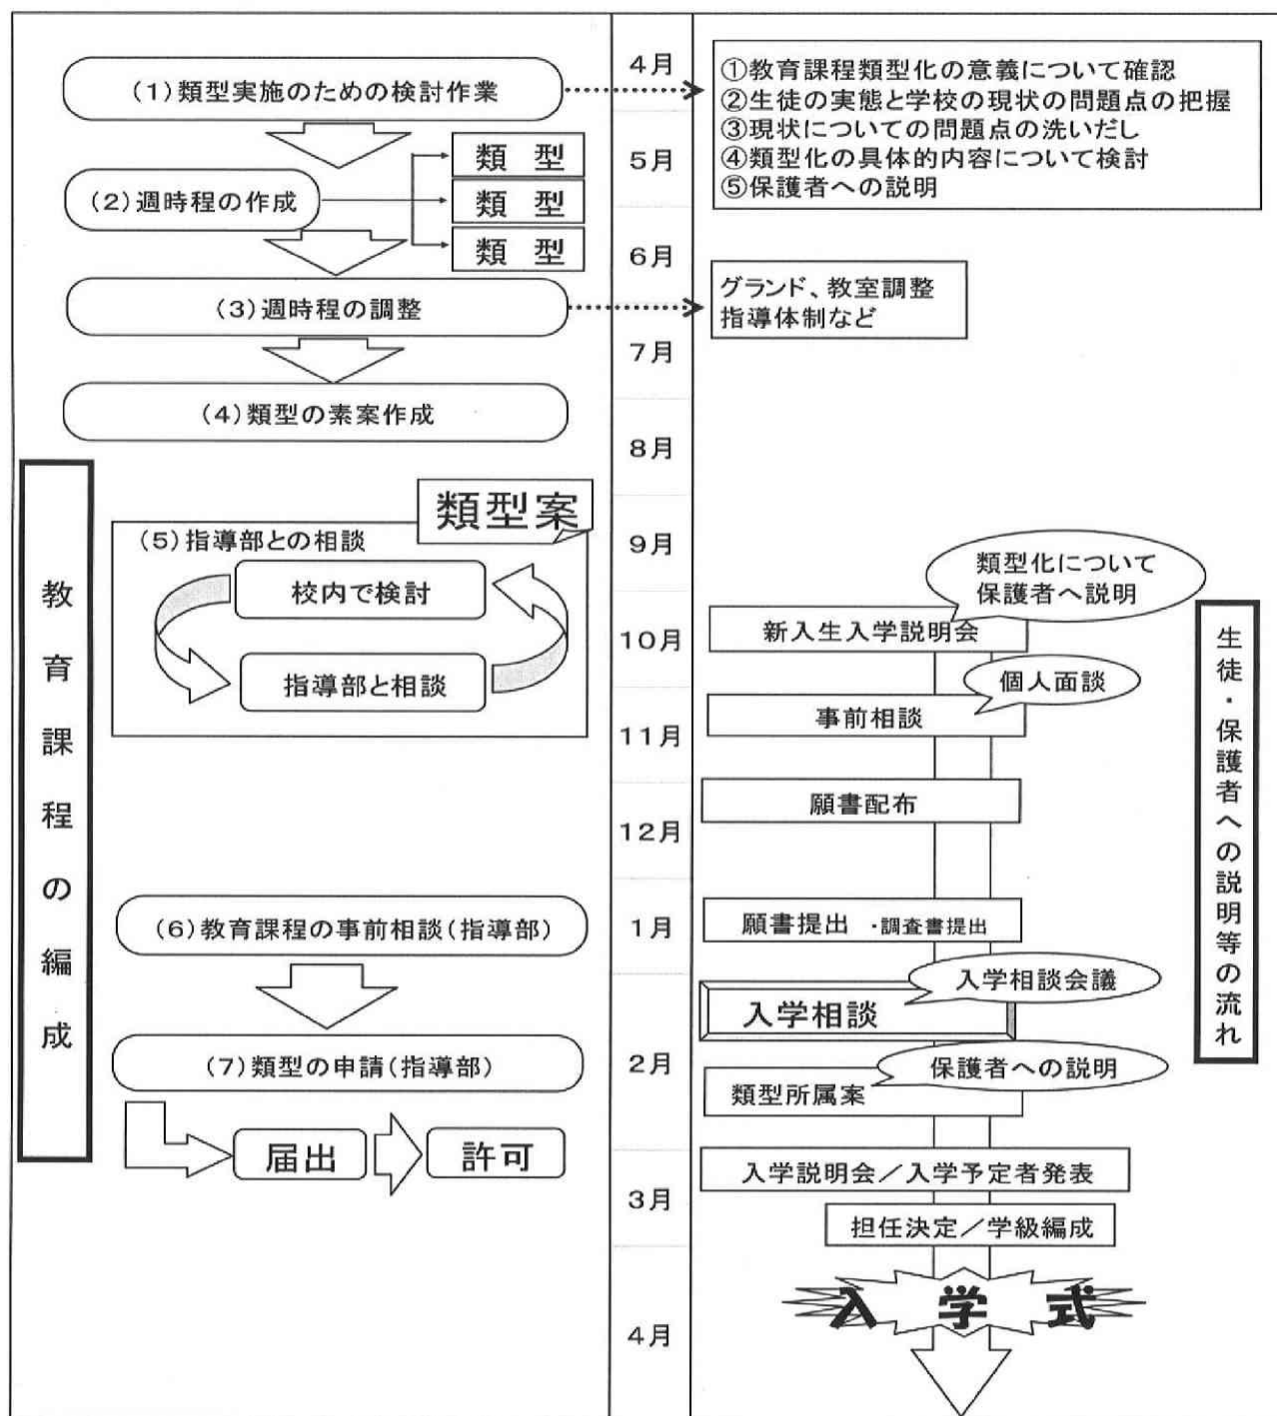 (1)類型実施のための検討作業
類 型
(2)週時程の作成
類 型
類 型
(3)週時程の調整
(4)類型の素案作成
教育課程の編成
類型案
(5)指導部との相談
校内で検討
指導部と相談
(6)教育課程の事前相談(指導部)
(7)類型の申請(指導部)
届出
許可
4月
5月
6月
7月
8月
9月
10月
11月
12月
1月
2月
3月
4月
①教育課程類型化の意義について確認
②生徒の実態と学校の現状の問題点の把握
③現状についての問題点の洗いだし
④類型化の具体的内容について検討
⑤保護者への説明
グランド、教室調整
指導体制など
類型化について
保護者へ説明
新入生入学説明会
個人面談
事前相談
願書配布
願書提出 ・調査書提出
入学相談会議
入学相談
保護者への説明
類型所属案
入学説明会／入学予定者発表
担任決定／学級編成
入学式
生徒・保護者への説明等の流れ